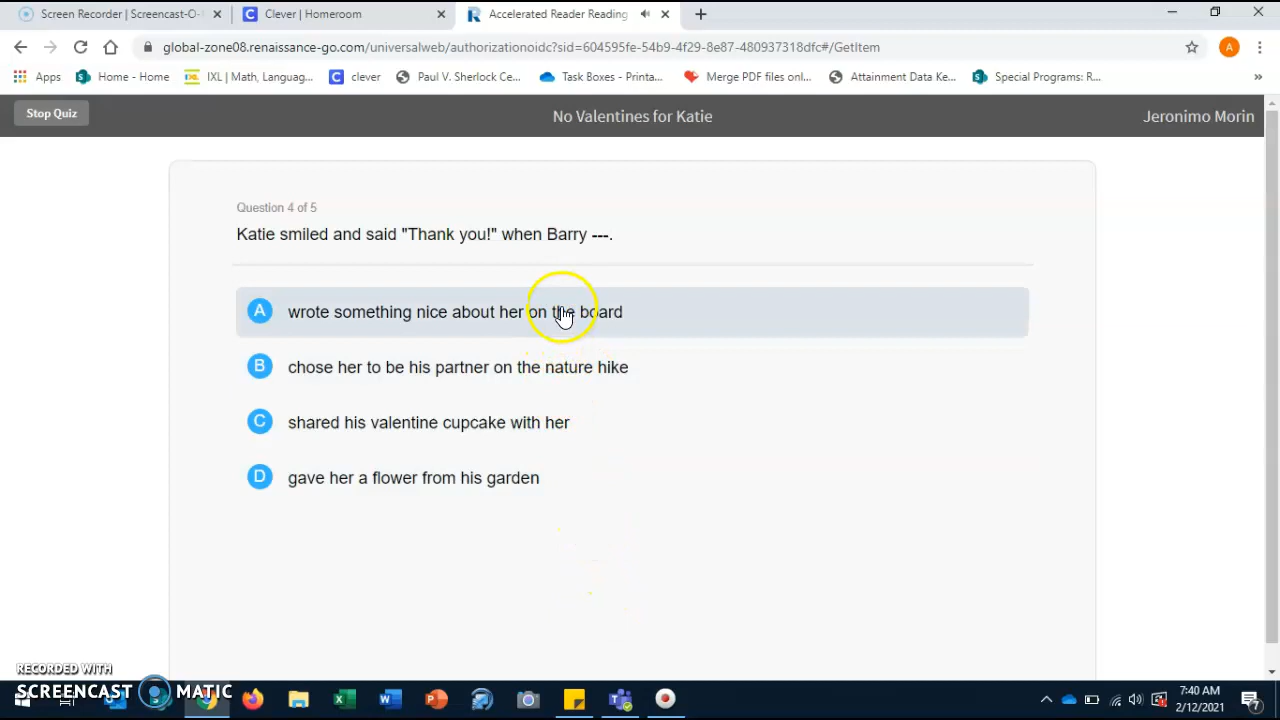 Screen Recorder | Screencast-O-
Clever | Homeroom
Accelerated Reader Reading
global-zone08.renaissance-go.com/universalweb/authorizationoidc?sid=604595fe-54b9-4f29-8e87-480937318dfc#/GetItem
A
Apps
Home - Home
IXL | Math, Languag...
clever
Paul V. Sherlock Ce...
Task Boxes - Printa...
Merge PDF files onl...
Attainment Data Ke...
Special Programs: R...
Stop Quiz
No Valentines for Katie
Jeronimo Morin
Question 4 of 5
Katie smiled and said "Thank you!" when Barry ---.
A wrote something nice about her on the board
B chose her to be his partner on the nature hike
C shared his valentine cupcake with her
D gave her a flower from his garden
RECORDED WITH
SCREENCAST MATIC
7:40 AM
2/12/2021
7